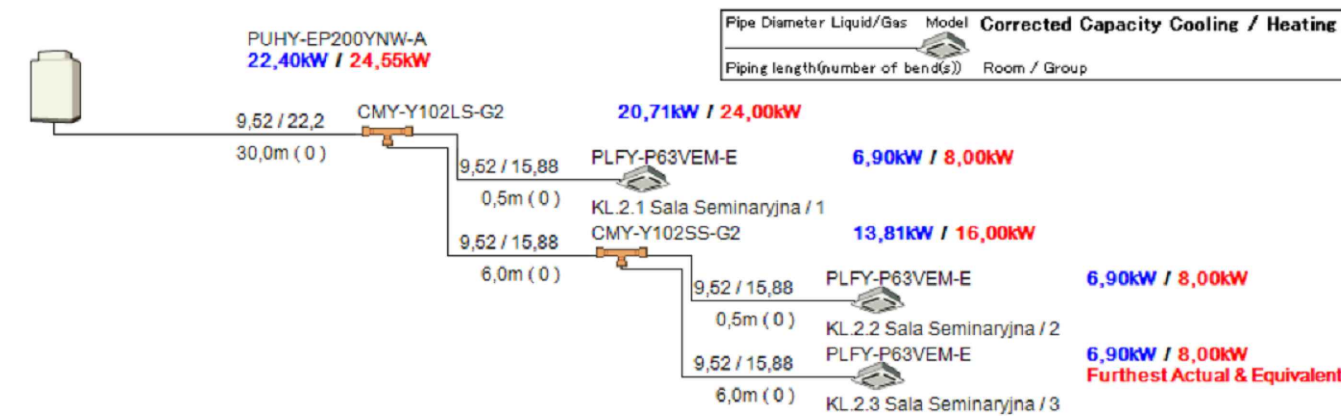 Pipe Diameter Liquid/Gas Model Corrected Capacity Cooling / Heating
Piping length(number of bend(s)) Room / Group
PUHY-EP200YNW-A
22,40kW / 24,55kW
9,52 / 22,2
30,0m ( 0 )
CMY-Y102LS-G2
20,71kW / 24,00kW
9,52 / 15,88
0,5m ( 0 )
PLFY-P63VEM-E
6,90kW / 8,00kW
KL.2.1 Sala Seminaryjna / 1
9,52 / 15,88
6,0m ( 0 )
CMY-Y102SS-G2
13,81kW / 16,00kW
9,52 / 15,88
0,5m ( 0 )
PLFY-P63VEM-E
6,90kW / 8,00kW
KL.2.2 Sala Seminaryjna / 2
9,52 / 15,88
6,0m ( 0 )
PLFY-P63VEM-E
6,90kW / 8,00kW
Furthest Actual & Equivalent
KL.2.3 Sala Seminaryjna / 3